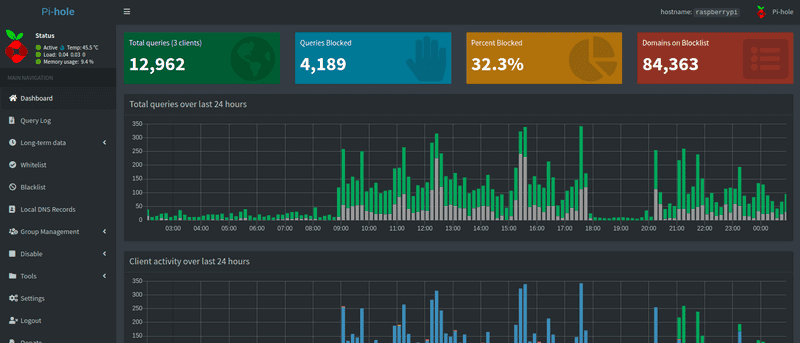 Pi-hole
hostname: raspberrypi
Pi-hole
Status
Active Temp: 45.5 °C
Load: 0.04 0.03 0
Memory usage: 9.4 %
MAIN NAVIGATION
Dashboard
Query Log
Long-term data
Whitelist
Blacklist
Local DNS Records
Group Management
Disable
Tools
Settings
Logout
Donate
Total queries (3 clients)
12,962
Queries Blocked
4,189
Percent Blocked
32.3%
Domains on Blocklist
84,363
Total queries over last 24 hours
350
300
250
200
150
100
50
0
03:00 04:00 05:00 06:00 07:00 08:00 09:00 10:00 11:00 12:00 13:00 14:00 15:00 16:00 17:00 18:00 19:00 20:00 21:00 22:00 23:00 00:00
Client activity over last 24 hours
350
300
250
200
150